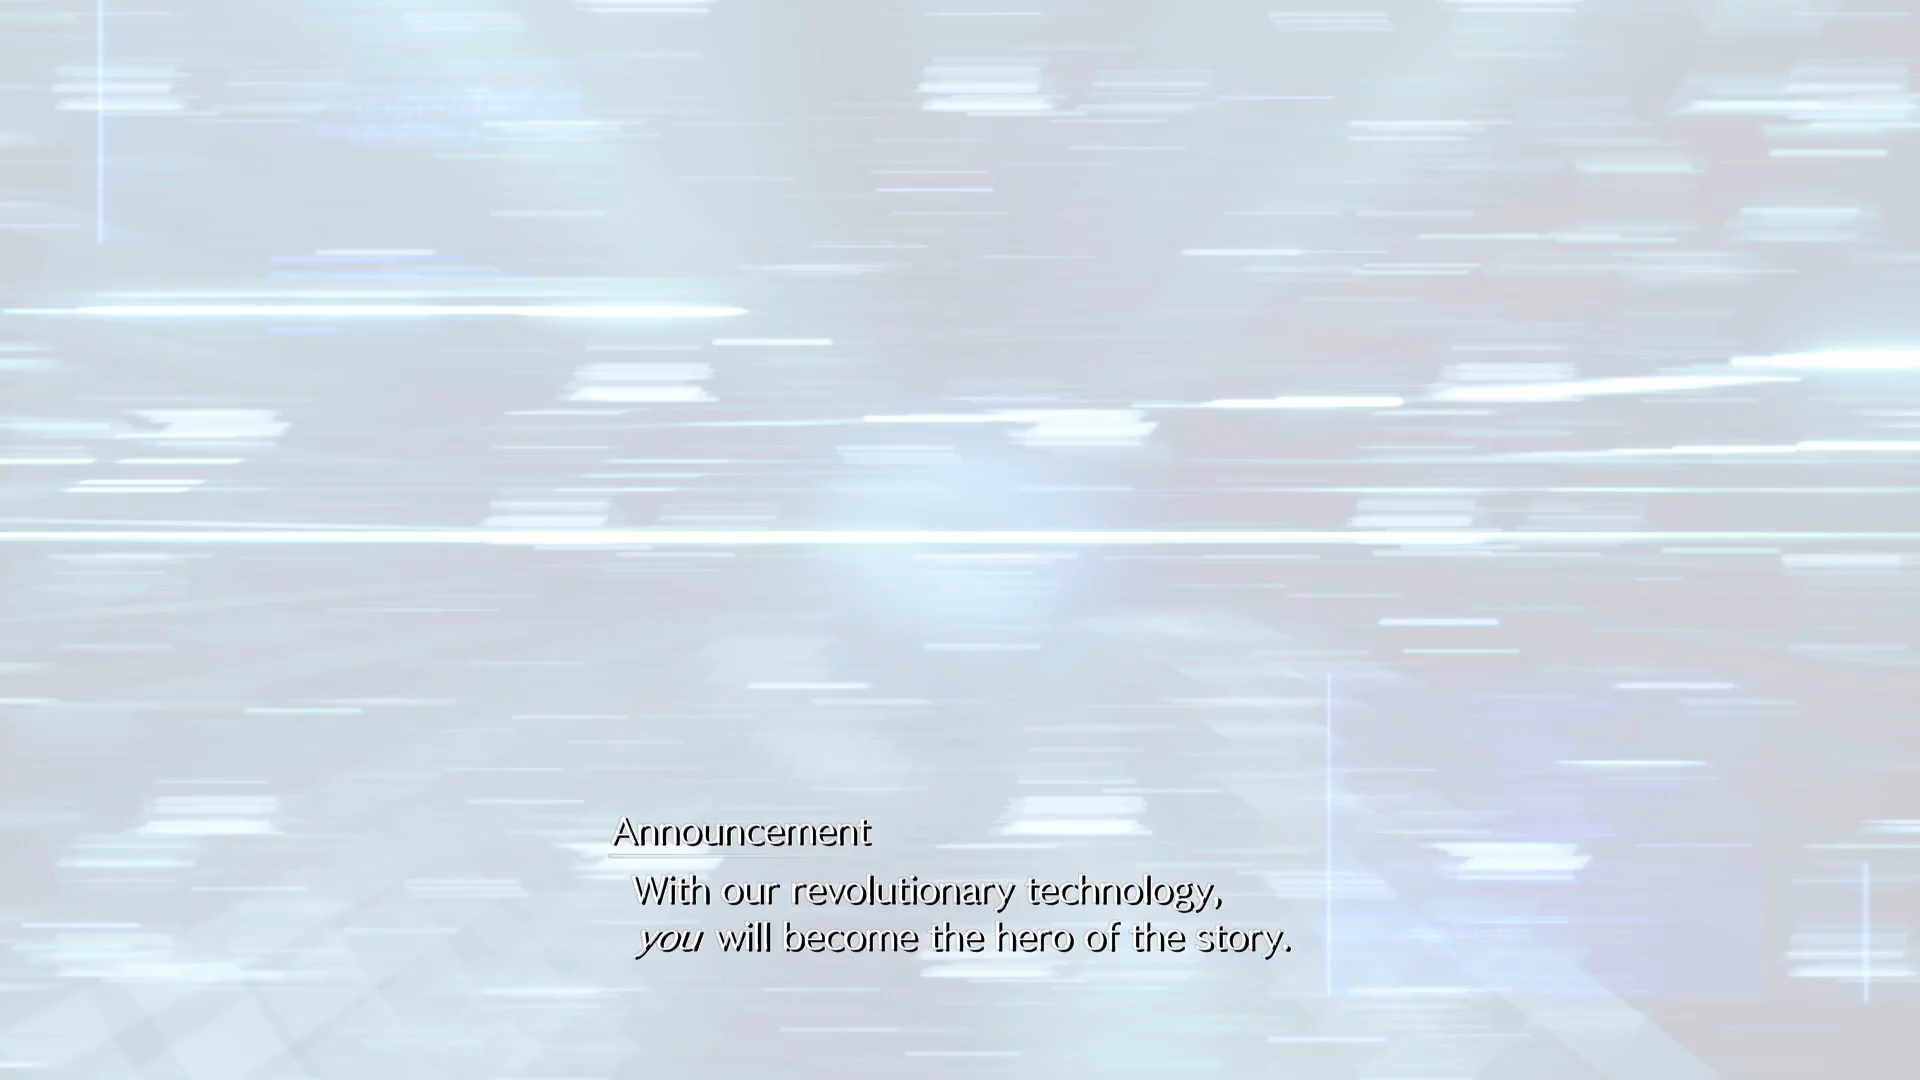 Announcement
With our revolutionary technology,
you will become the hero of the story.